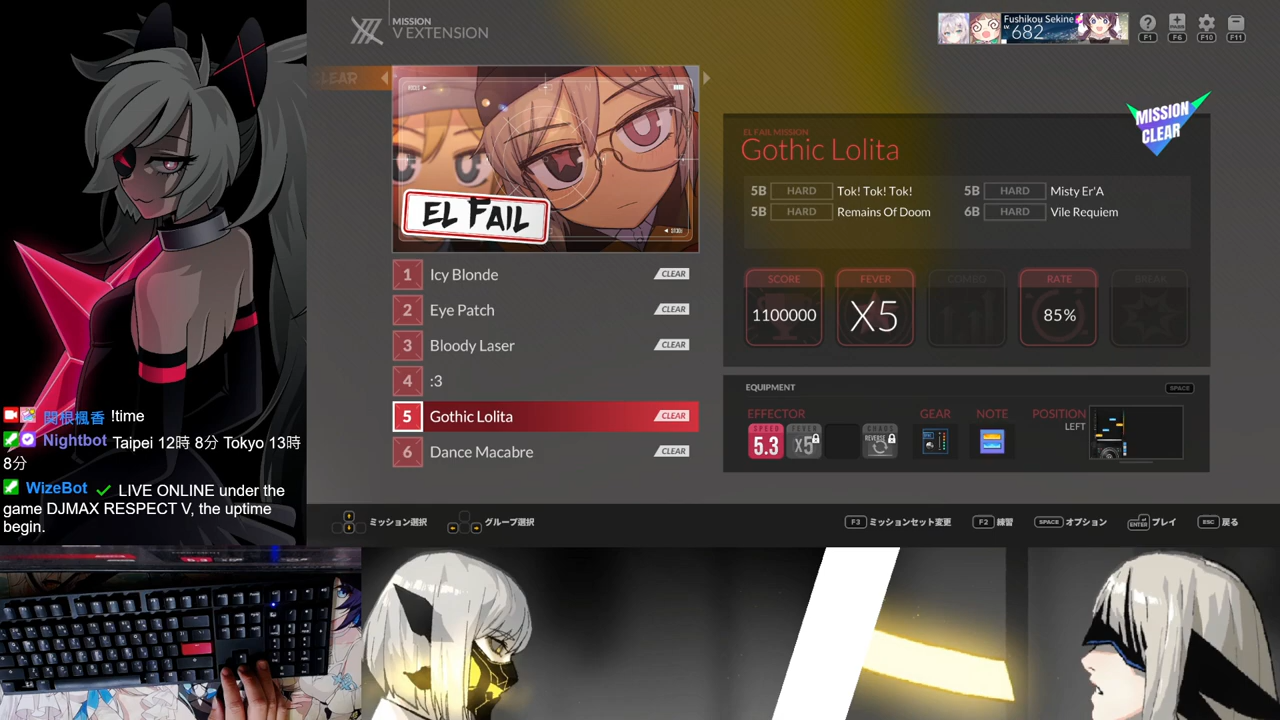 MISSION
V EXTENSION
Fushikou Sekine
Lv. 682
F1
F6
F10
F11
CLEAR
EL FAIL
MISSION
CLEAR
EL FAIL MISSION
Gothic Lolita
5B HARD Tok! Tok! Tok!
5B HARD Misty Er'A
5B HARD Remains Of Doom
6B HARD Vile Requiem
1 Icy Blonde CLEAR
2 Eye Patch CLEAR
3 Bloody Laser CLEAR
4 :3
5 Gothic Lolita CLEAR
6 Dance Macabre CLEAR
SCORE
1100000
FEVER
X5
COMBO
RATE
85%
BREAK
EQUIPMENT
SPACE
EFFECTOR
SPEED
5.3
FEVER
X5
CHAOS
REVERSE
GEAR
NOTE
POSITION
LEFT
関根楓香 !time
Nightbot Taipei 12時 8分 Tokyo 13時
8分
WizeBot LIVE ONLINE under the
game DJMAX RESPECT V, the uptime
begin.
ミッション選択
グループ選択
F3 ミッションセット変更
F2 練習
SPACE オプション
ENTER プレイ
ESC 戻る